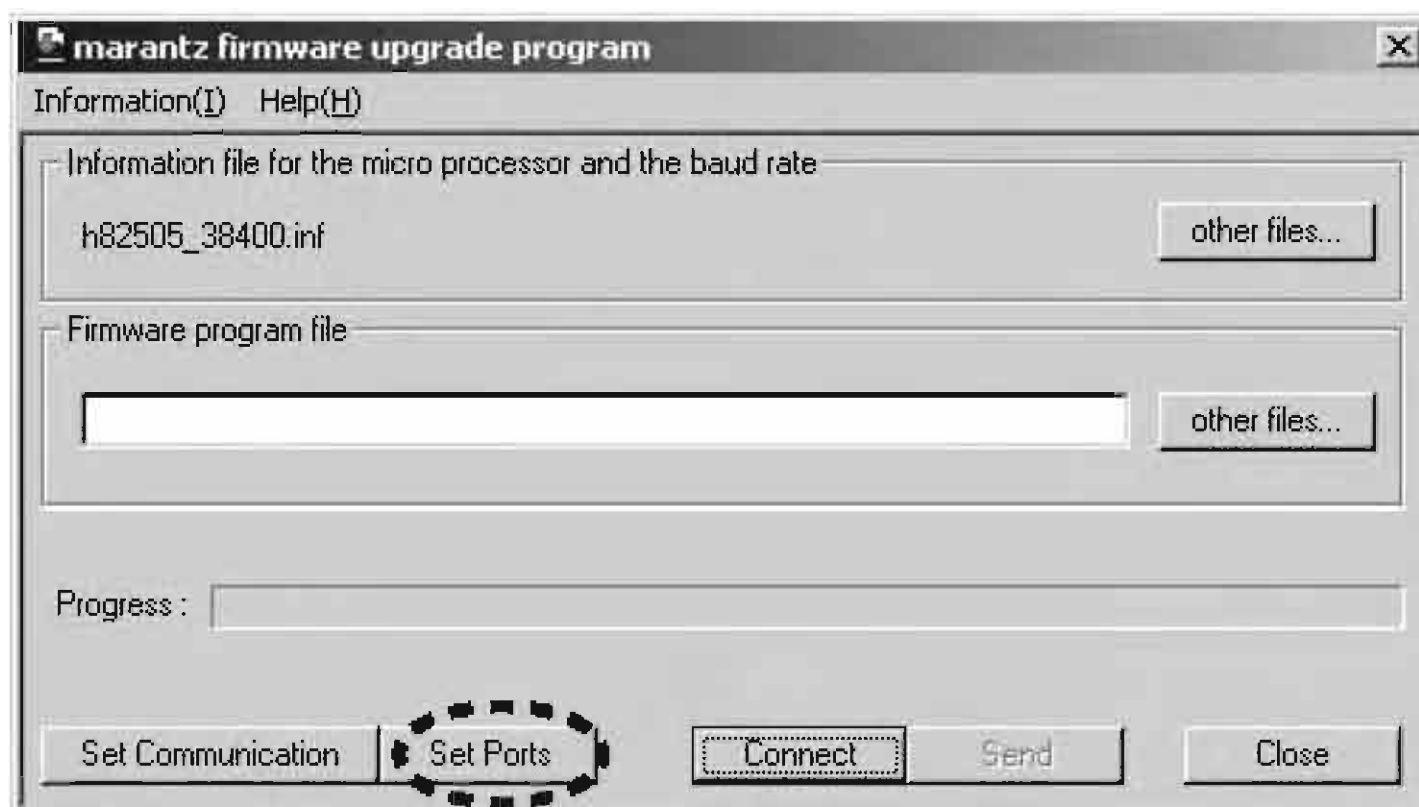 marantz firmware upgrade program
Information(I) Help(H)
Information file for the micro processor and the baud rate
h82505_38400.inf
other files...
Firmware program file
other files...
Progress :
Set Communication
Set Ports
Connect
Send
Close